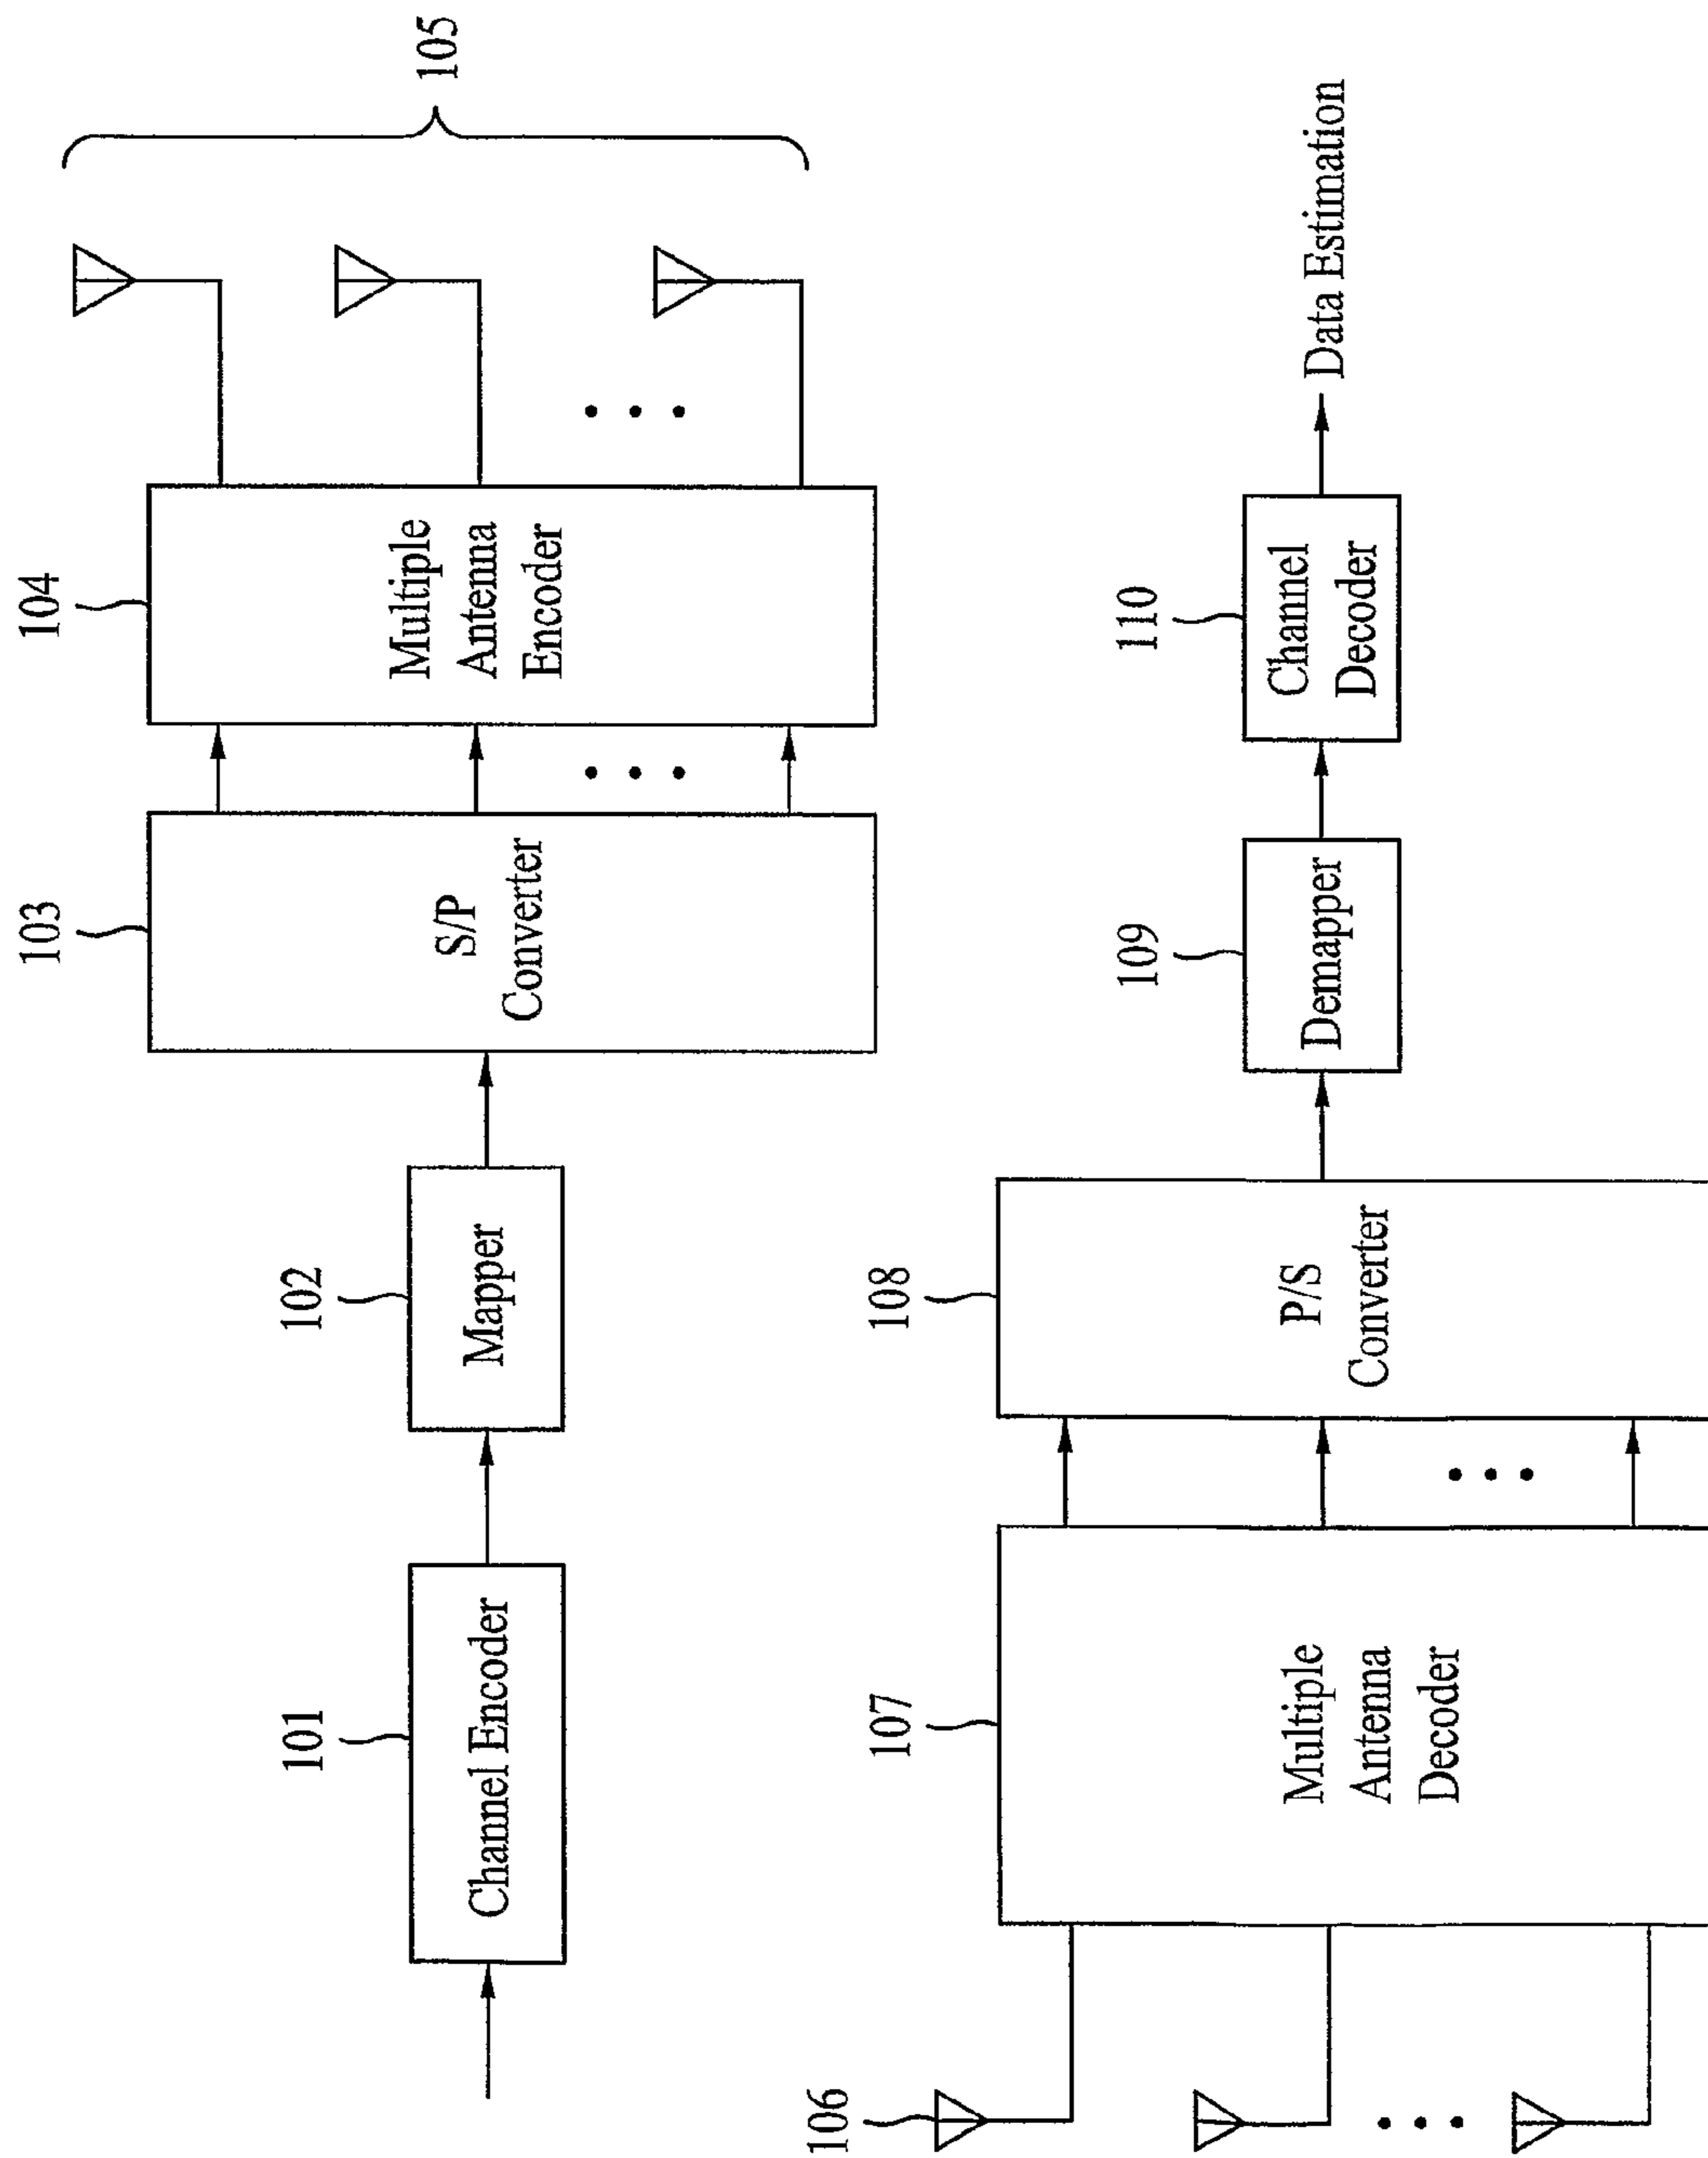 105
104
103
102
101
Multiple
Antenna
Encoder
S/P
Converter
Mapper
Channel Encoder
Data Estimation
110
109
108
107
106
Channel
Decoder
Demapper
P/S
Converter
Multiple
Antenna
Decoder